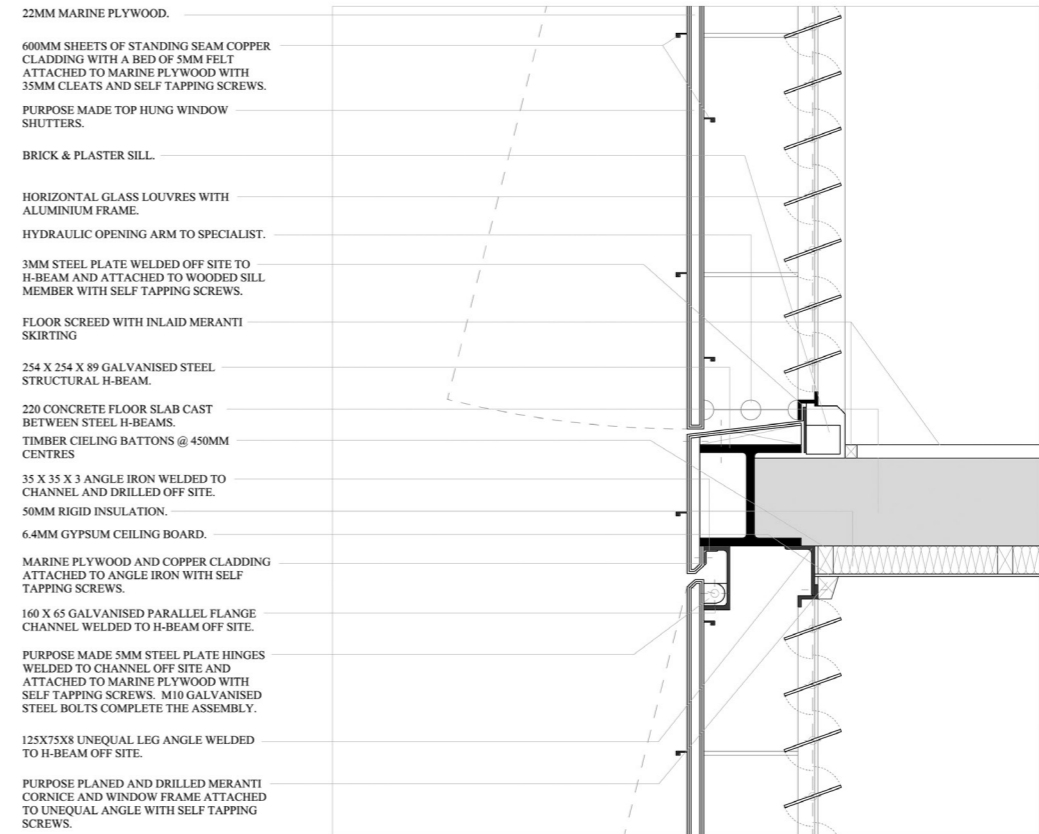 22MM MARINE PLYWOOD.
600MM SHEETS OF STANDING SEAM COPPER
CLADDING WITH A BED OF 5MM FELT
ATTACHED TO MARINE PLYWOOD WITH
35MM CLEATS AND SELF TAPPING SCREWS.
PURPOSE MADE TOP HUNG WINDOW
SHUTTERS.
BRICK & PLASTER SILL.
HORIZONTAL GLASS LOUVRES WITH
ALUMINIUM FRAME.
HYDRAULIC OPENING ARM TO SPECIALIST.
3MM STEEL PLATE WELDED OFF SITE TO
H-BEAM AND ATTACHED TO WOODED SILL
MEMBER WITH SELF TAPPING SCREWS.
FLOOR SCREED WITH INLAID MERANTI
SKIRTING
254 X 254 X 89 GALVANISED STEEL
STRUCTURAL H-BEAM.
220 CONCRETE FLOOR SLAB CAST
BETWEEN STEEL H-BEAMS.
TIMBER CIELING BATTONS @ 450MM
CENTRES
35 X 35 X 3 ANGLE IRON WELDED TO
CHANNEL AND DRILLED OFF SITE.
50MM RIGID INSULATION.
6.4MM GYPSUM CEILING BOARD.
MARINE PLYWOOD AND COPPER CLADDING
ATTACHED TO ANGLE IRON WITH SELF
TAPPING SCREWS.
160 X 65 GALVANISED PARALLEL FLANGE
CHANNEL WELDED TO H-BEAM OFF SITE.
PURPOSE MADE 5MM STEEL PLATE HINGES
WELDED TO CHANNEL OFF SITE AND
ATTACHED TO MARINE PLYWOOD WITH
SELF TAPPING SCREWS. M10 GALVANISED
STEEL BOLTS COMPLETE THE ASSEMBLY.
125X75X8 UNEQUAL LEG ANGLE WELDED
TO H-BEAM OFF SITE.
PURPOSE PLANED AND DRILLED MERANTI
CORNICE AND WINDOW FRAME ATTACHED
TO UNEQUAL ANGLE WITH SELF TAPPING
SCREWS.